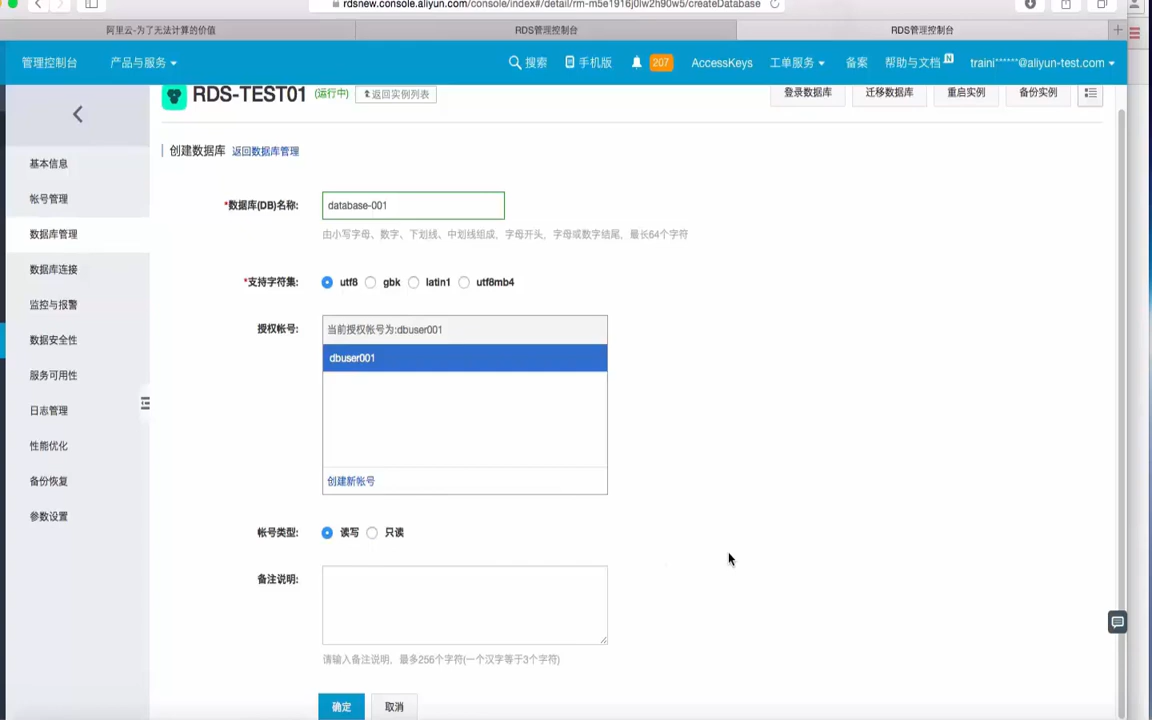 rdsnew.console.aliyun.com/console/index#/detail/rm-m5e1916j0lw2h90w5/createDatabase
阿里云-为了无法计算的价值
RDS管理控制台
RDS管理控制台
管理控制台
产品与服务
搜索
手机版
207
AccessKeys
工单服务
备案
帮助与文档
N
traini******@aliyun-test.com
RDS-TEST01
(运行中)
返回实例列表
登录数据库
迁移数据库
重启实例
备份实例
基本信息
帐号管理
数据库管理
数据库连接
监控与报警
数据安全性
服务可用性
日志管理
性能优化
备份恢复
参数设置
创建数据库 返回数据库管理
*数据库(DB)名称:
database-001
由小写字母、数字、下划线、中划线组成，字母开头，字母或数字结尾，最长64个字符
*支持字符集:
utf8 gbk latin1 utf8mb4
授权帐号:
当前授权帐号为:dbuser001
dbuser001
创建新帐号
帐号类型:
读写 只读
备注说明:
请输入备注说明，最多256个字符(一个汉字等于3个字符)
确定 取消